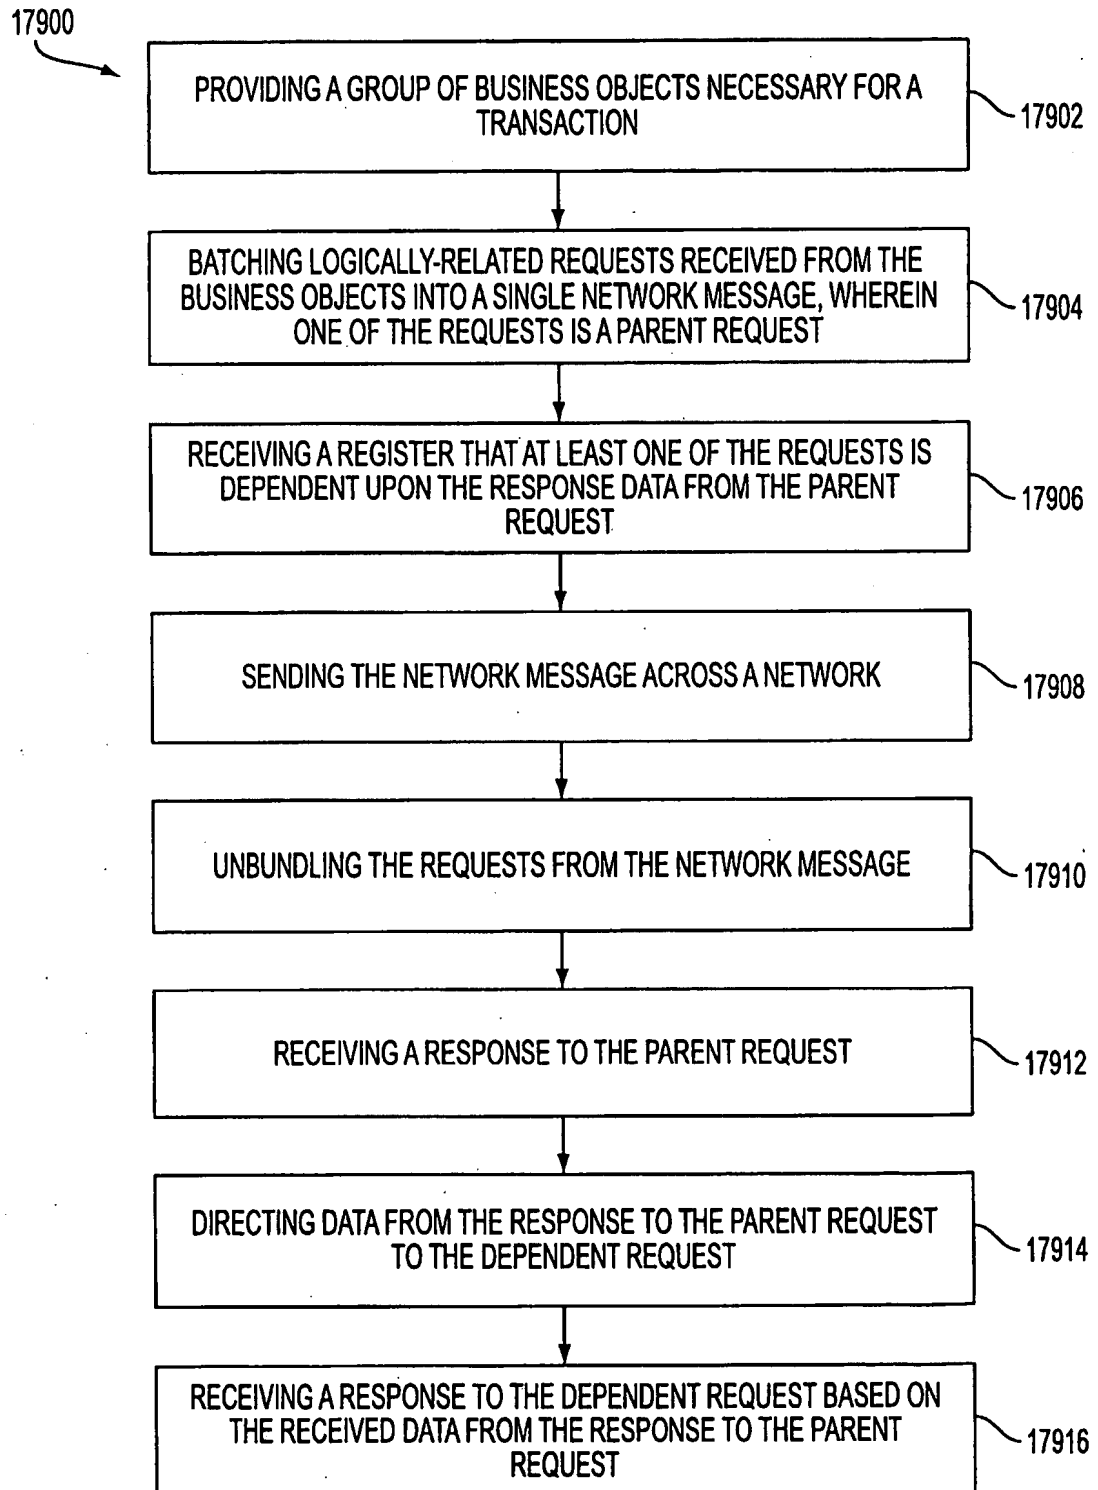 17900
PROVIDING A GROUP OF BUSINESS OBJECTS NECESSARY FOR A
TRANSACTION
17902
BATCHING LOGICALLY-RELATED REQUESTS RECEIVED FROM THE
BUSINESS OBJECTS INTO A SINGLE NETWORK MESSAGE, WHEREIN
ONE OF THE REQUESTS IS A PARENT REQUEST
17904
RECEIVING A REGISTER THAT AT LEAST ONE OF THE REQUESTS IS
DEPENDENT UPON THE RESPONSE DATA FROM THE PARENT
REQUEST
17906
SENDING THE NETWORK MESSAGE ACROSS A NETWORK
17908
UNBUNDLING THE REQUESTS FROM THE NETWORK MESSAGE
17910
RECEIVING A RESPONSE TO THE PARENT REQUEST
17912
DIRECTING DATA FROM THE RESPONSE TO THE PARENT REQUEST
TO THE DEPENDENT REQUEST
17914
RECEIVING A RESPONSE TO THE DEPENDENT REQUEST BASED ON
THE RECEIVED DATA FROM THE RESPONSE TO THE PARENT
REQUEST
17916